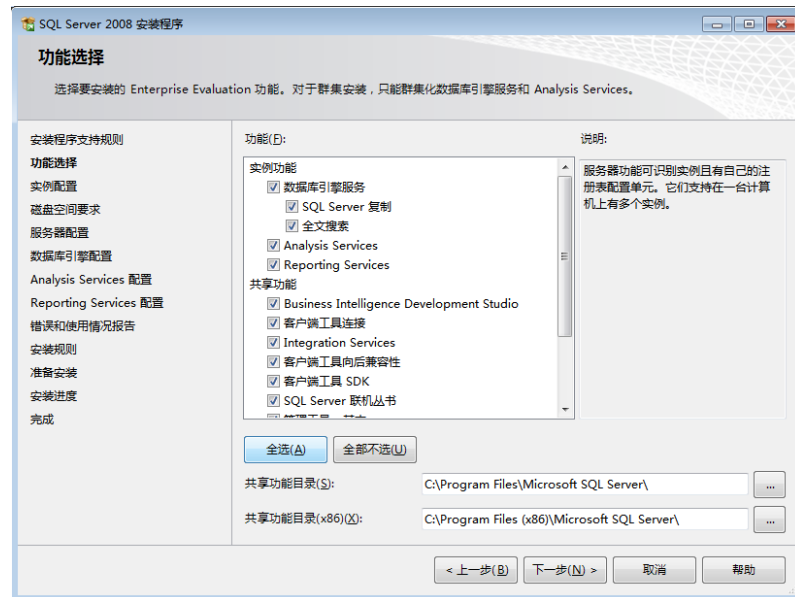 SQL Server 2008 安装程序
功能选择
选择要安装的 Enterprise Evaluation 功能。对于群集安装，只能群集化数据库引擎服务和 Analysis Services。
安装程序支持规则
功能选择
实例配置
磁盘空间要求
服务器配置
数据库引擎配置
Analysis Services 配置
Reporting Services 配置
错误和使用情况报告
安装规则
准备安装
安装进度
完成
功能(F):
实例功能
数据库引擎服务
SQL Server 复制
全文搜索
Analysis Services
Reporting Services
共享功能
Business Intelligence Development Studio
客户端工具连接
Integration Services
客户端工具向后兼容性
客户端工具 SDK
SQL Server 联机丛书
说明:
服务器功能可识别实例且有自己的注
册表配置单元。它们支持在一台计算
机上有多个实例。
全选(A)
全部不选(U)
共享功能目录(S):
C:\Program Files\Microsoft SQL Server\
...
共享功能目录(x86)(X):
C:\Program Files (x86)\Microsoft SQL Server\
...
< 上一步(B)
下一步(N) >
取消
帮助